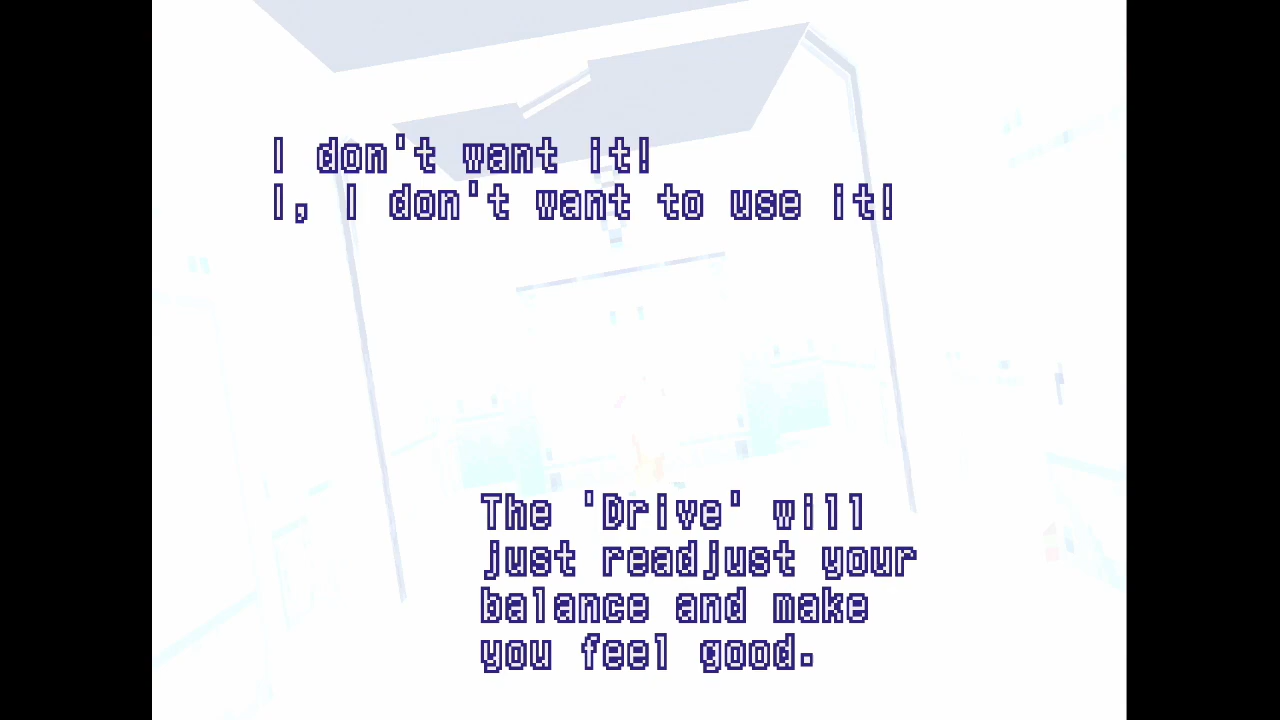 I don't want it!
I, I don't want to use it!
The 'Drive' will
just readjust your
balance and make
you feel good.